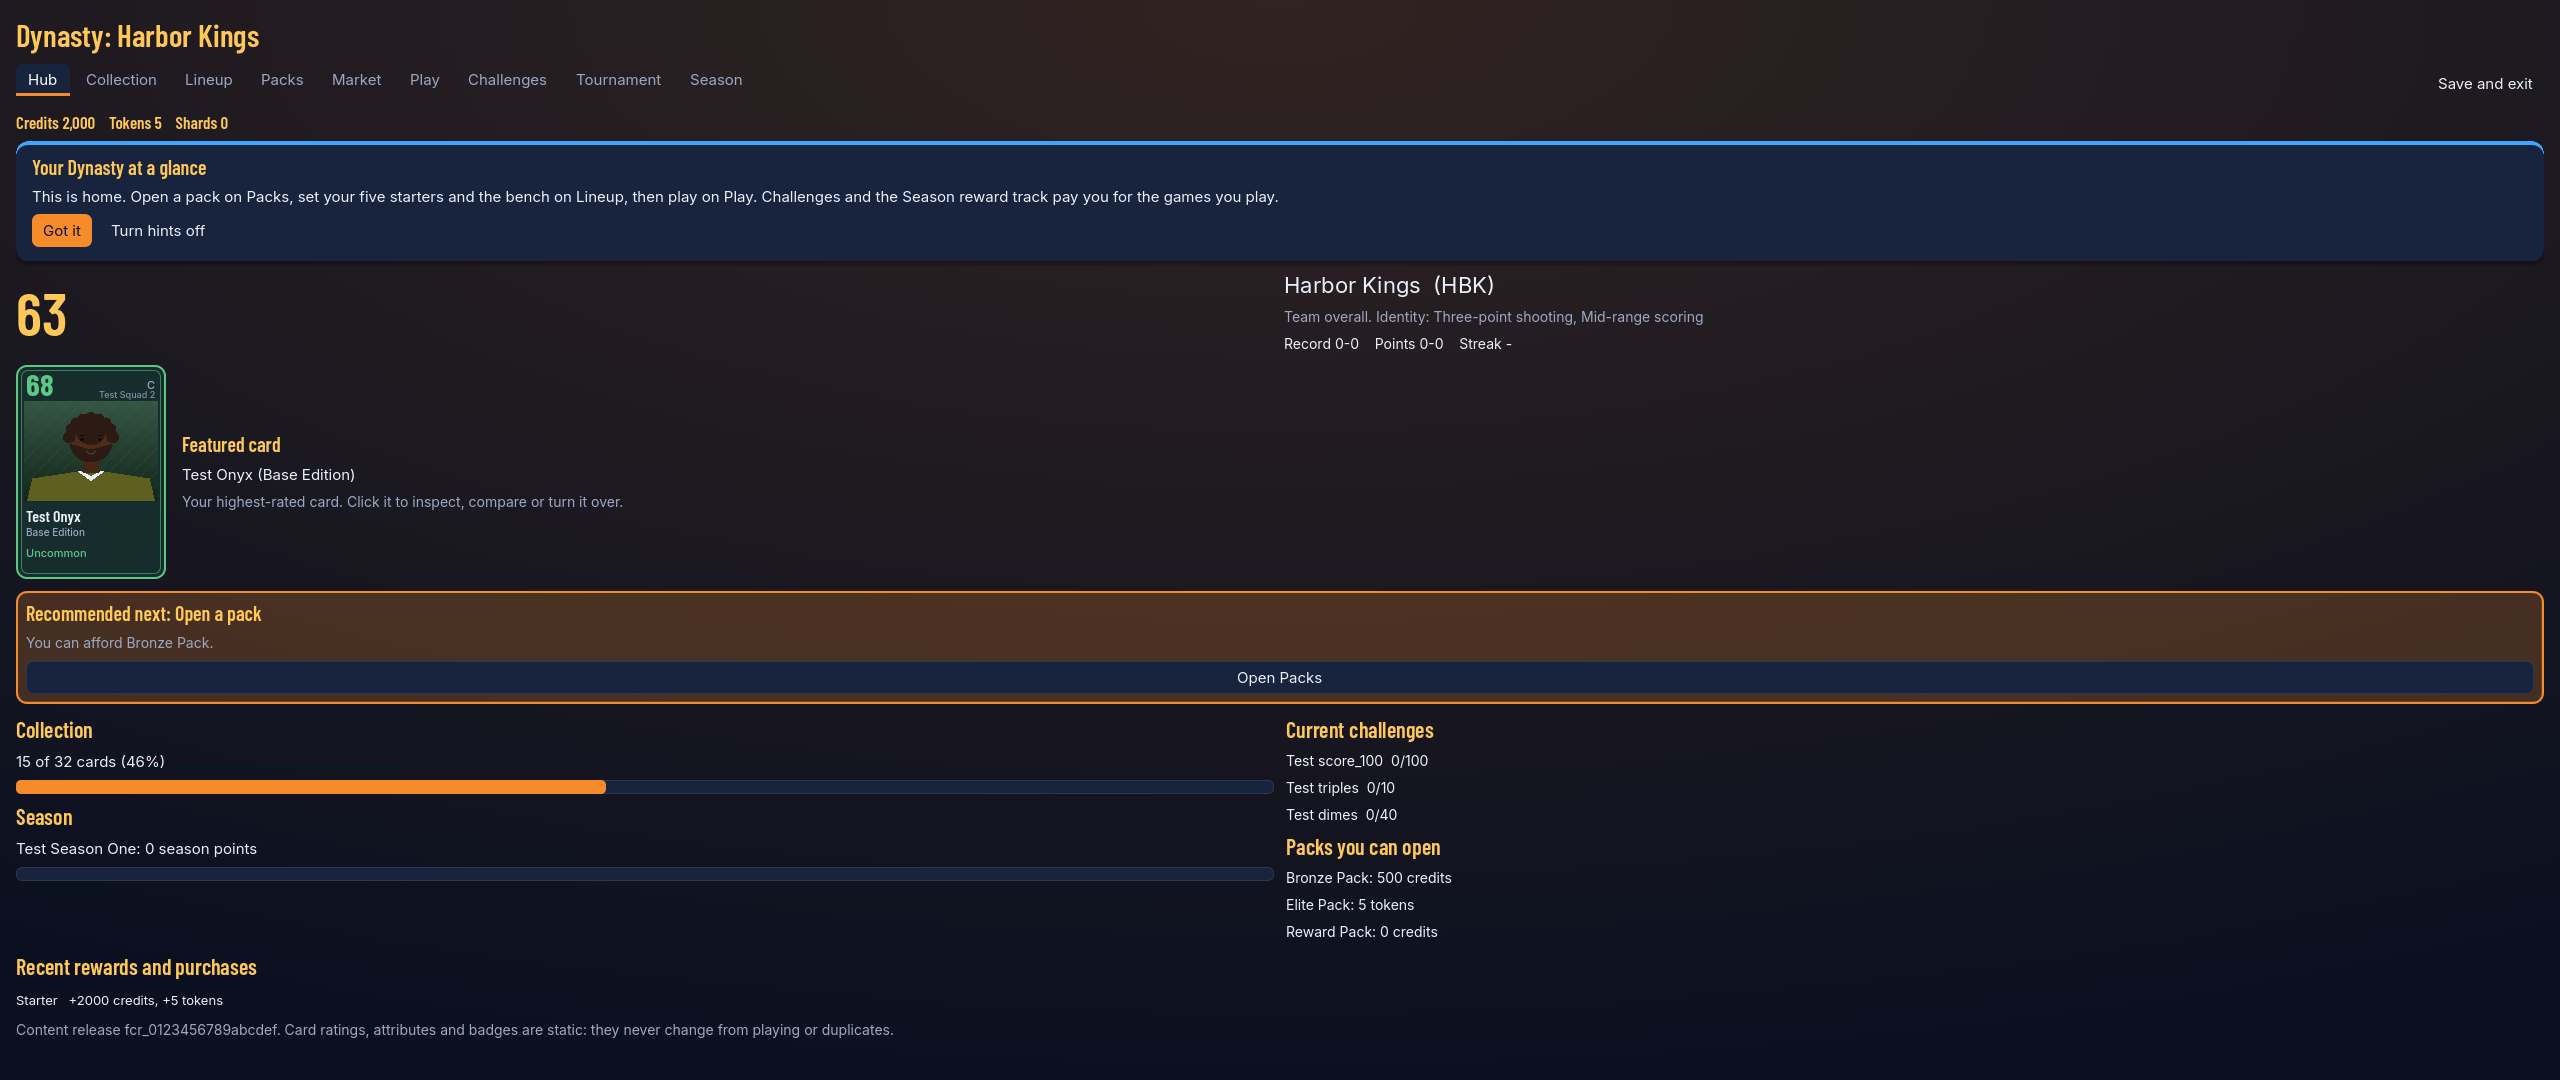 Dynasty: Harbor Kings
Hub Collection Lineup Packs Market Play Challenges Tournament Season Save and exit
Credits 2,000 Tokens 5 Shards 0
Your Dynasty at a glance
This is home. Open a pack on Packs, set your five starters and the bench on Lineup, then play on Play. Challenges and the Season reward track pay you for the games you play.
Got it Turn hints off
63
Harbor Kings (HBK)
Team overall. Identity: Three-point shooting, Mid-range scoring
Record 0-0 Points 0-0 Streak -
68
C
Test Squad 2
Test Onyx
Base Edition
Uncommon
Featured card
Test Onyx (Base Edition)
Your highest-rated card. Click it to inspect, compare or turn it over.
Recommended next: Open a pack
You can afford Bronze Pack.
Open Packs
Collection
15 of 32 cards (46%)
Season
Test Season One: 0 season points
Current challenges
Test score_100 0/100
Test triples 0/10
Test dimes 0/40
Packs you can open
Bronze Pack: 500 credits
Elite Pack: 5 tokens
Reward Pack: 0 credits
Recent rewards and purchases
Starter +2000 credits, +5 tokens
Content release fcr_0123456789abcdef. Card ratings, attributes and badges are static: they never change from playing or duplicates.